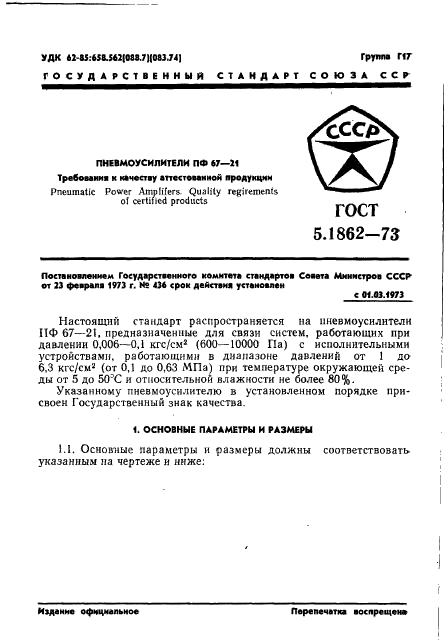 УДК 62-85:658.562[088.7](083.74)
Группа Г17
ГОСУДАРСТВЕННЫЙ СТАНДАРТ СОЮЗА ССР
ПНЕВМОУСИЛИТЕЛИ ПФ 67—21
Требования к качеству аттестованной продукции
Pneumatic Power Amplifers. Quality regirements
of certified products
СССР
ГОСТ
5.1862—73
Постановлением Государственного комитета стандартов Совета Министров СССР
от 23 февраля 1973 г. № 436 срок действия установлен
с 01.03.1973
Настоящий стандарт распространяется на пневмоусилители
ПФ 67—21, предназначенные для связи систем, работающих при
давлении 0,006—0,1 кгс/см² (600—10000 Па) с исполнительными
устройствами, работающими в диапазоне давлений от 1 до
6,3 кгс/см² (от 0,1 до 0,63 МПа) при температуре окружающей сре-
ды от 5 до 50°С и относительной влажности не более 80%.
Указанному пневмоусилителю в установленном порядке при-
своен Государственный знак качества.
1. ОСНОВНЫЕ ПАРАМЕТРЫ И РАЗМЕРЫ
1.1. Основные параметры и размеры должны соответствовать
указанным на чертеже и ниже:
Издание официальное
Перепечатка воспрещена